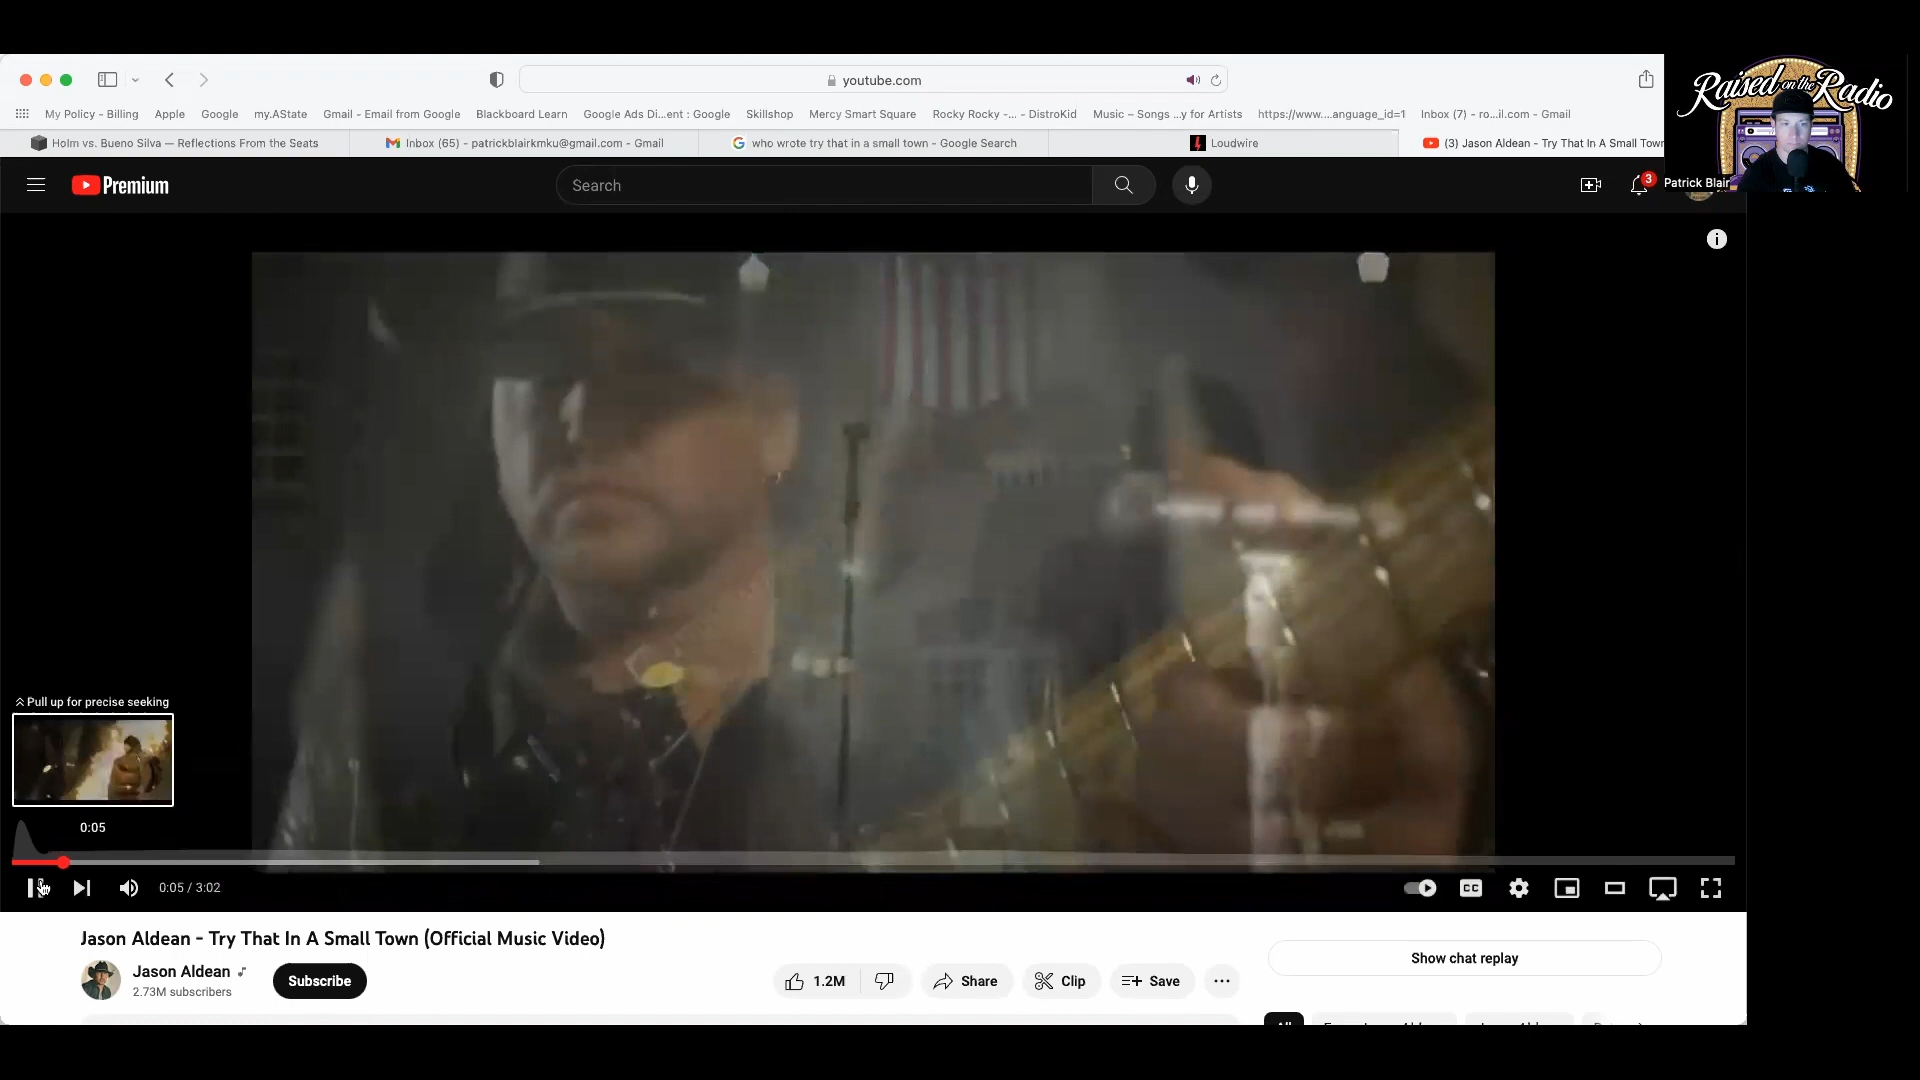 youtube.com
My Policy - Billing Apple Google my.AState Gmail - Email from Google Blackboard Learn Google Ads Di...ent : Google Skillshop Mercy Smart Square Rocky Rocky -... - DistroKid Music – Songs ...y for Artists https://www....anguage_id=1 Inbox (7) - ro...il.com - Gmail
Holm vs. Bueno Silva — Reflections From the Seats Inbox (65) - patrickblairkmku@gmail.com - Gmail who wrote try that in a small town - Google Search Loudwire (3) Jason Aldean - Try That In A Small Town
Raised on the Radio
Patrick Blair
Premium
Search
3
Pull up for precise seeking
0:05
0:05 / 3:02
CC
Jason Aldean - Try That In A Small Town (Official Music Video)
Jason Aldean
2.73M subscribers
Subscribe
1.2M Share Clip Save
Show chat replay